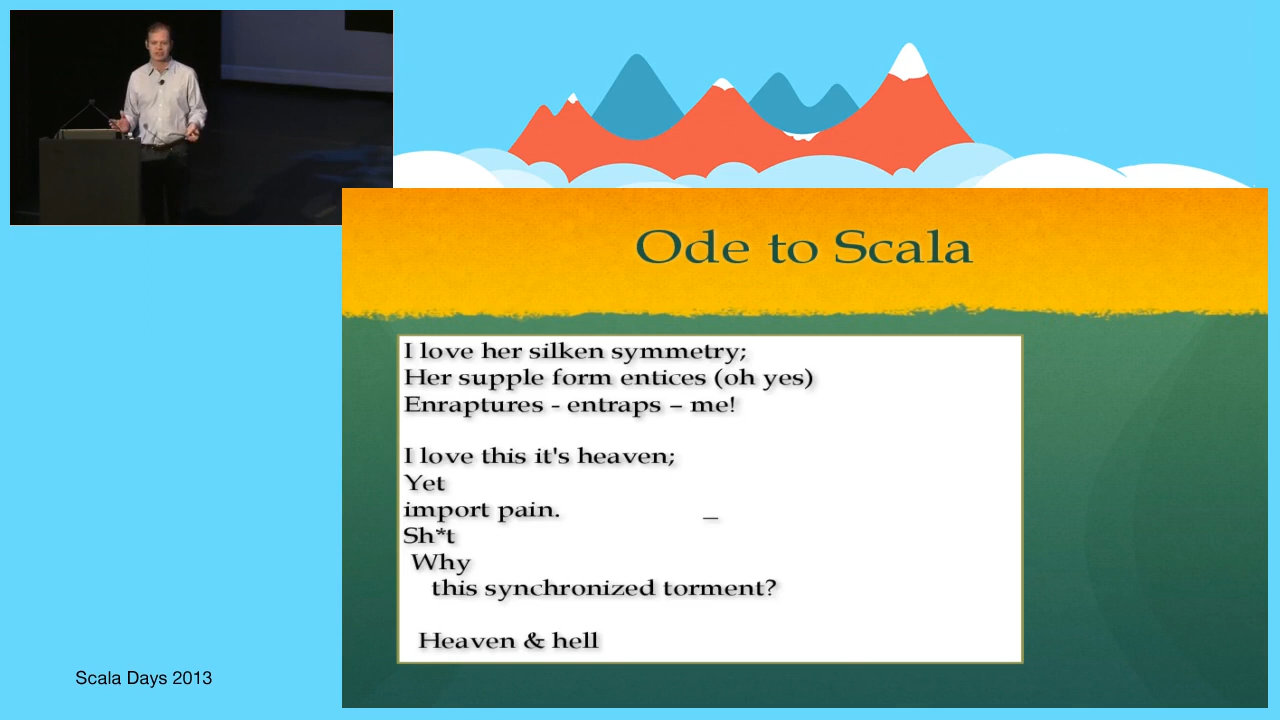 Ode to Scala
I love her silken symmetry;
Her supple form entices (oh yes)
Enraptures - entraps – me!
I love this it's heaven;
Yet
import pain. _
Sh*t
Why
this synchronized torment?
Heaven & hell
Scala Days 2013